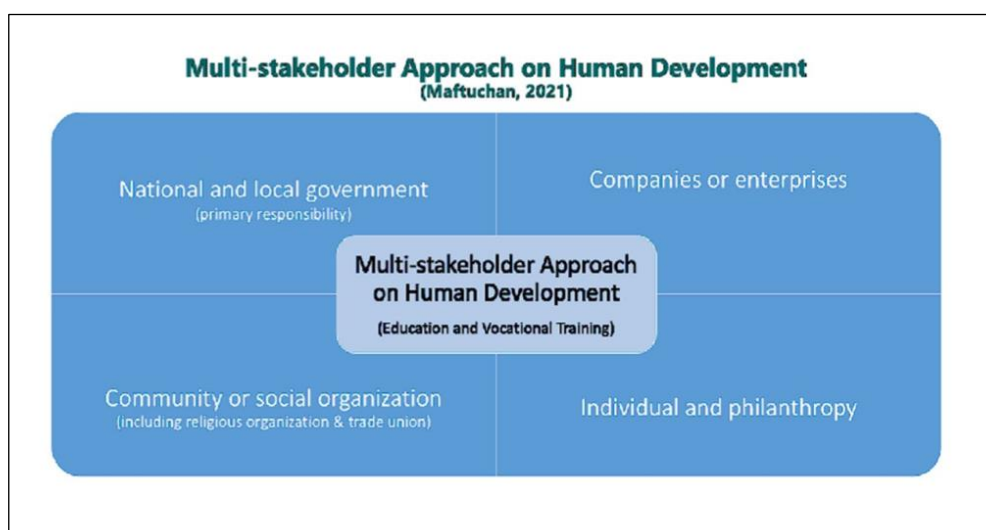 Multi-stakeholder Approach on Human Development
(Maftuchan, 2021)
National and local government
(primary responsibility)
Companies or enterprises
Multi-stakeholder Approach
on Human Development
(Education and Vocational Training)
Community or social organization
(including religious organization & trade union)
Individual and philanthropy